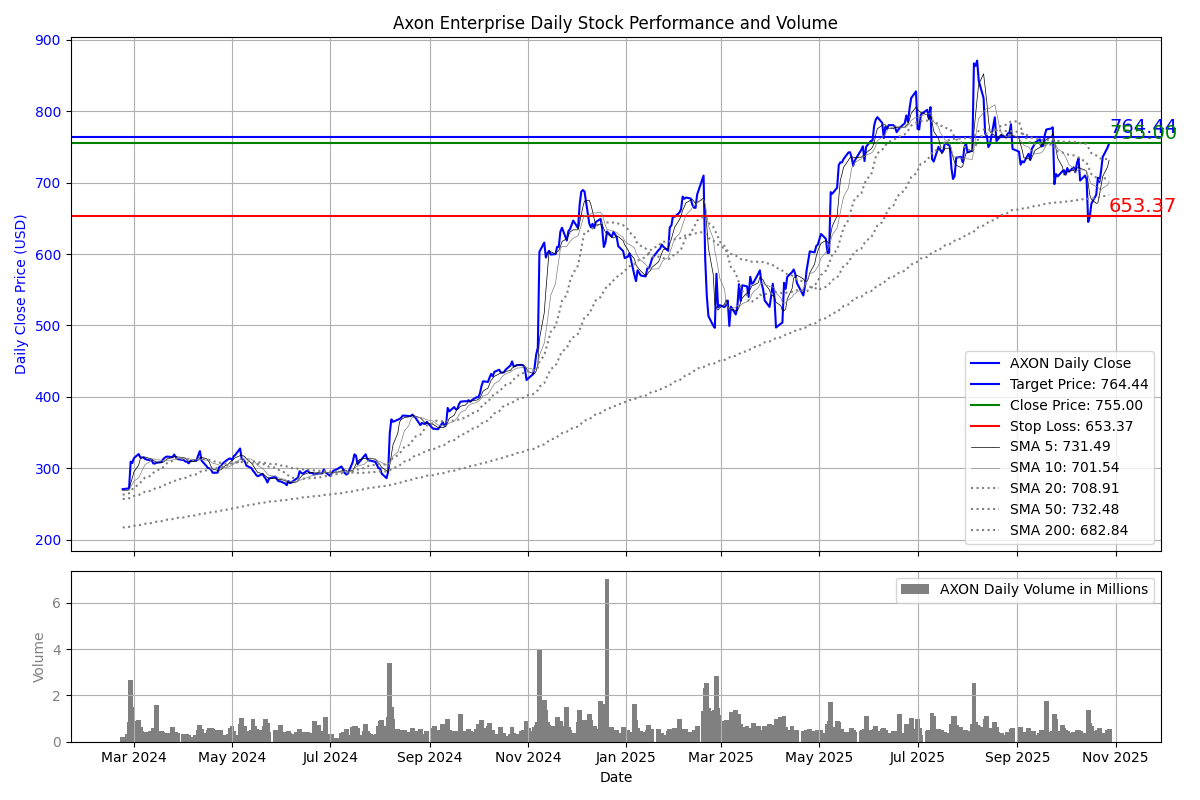 Axon Enterprise Daily Stock Performance and Volume
900
800
700
600
500
400
300
200
Daily Close Price (USD)
764.44
755.00
653.37
AXON Daily Close
Target Price: 764.44
Close Price: 755.00
Stop Loss: 653.37
SMA 5: 731.49
SMA 10: 701.54
SMA 20: 708.91
SMA 50: 732.48
SMA 200: 682.84
6
4
2
0
Volume
AXON Daily Volume in Millions
Mar 2024 May 2024 Jul 2024 Sep 2024 Nov 2024 Jan 2025 Mar 2025 May 2025 Jul 2025 Sep 2025 Nov 2025
Date